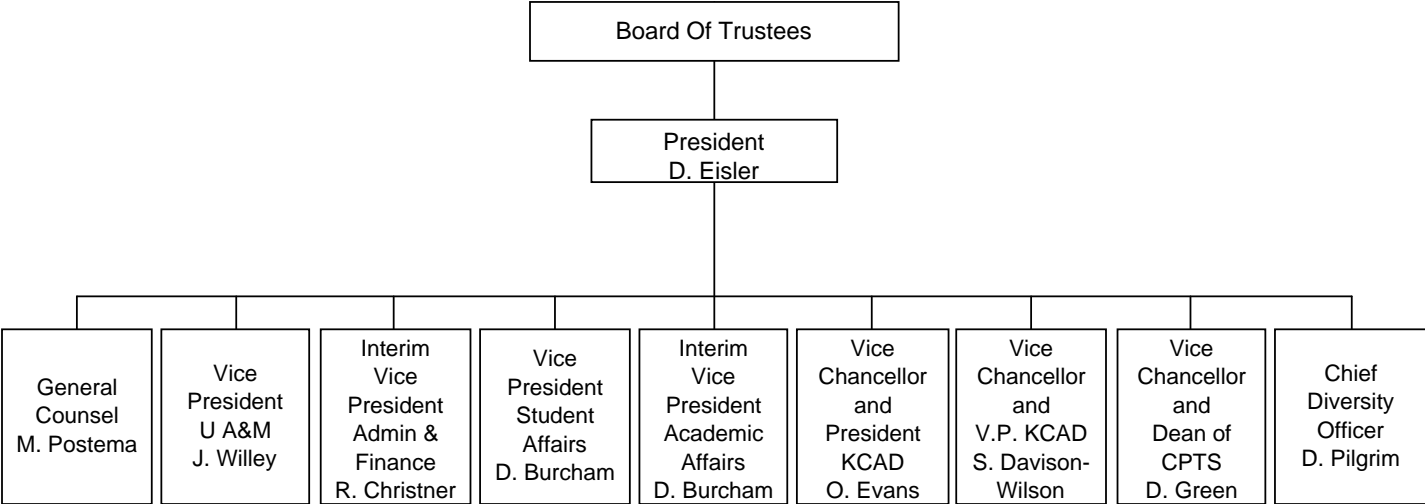 Board Of Trustees
President
D. Eisler
General
Counsel
M. Postema
Vice
President
U A&M
J. Willey
Interim
Vice
President
Admin &
Finance
R. Christner
Vice
President
Student
Affairs
D. Burcham
Interim
Vice
President
Academic
Affairs
D. Burcham
Vice
Chancellor
and
President
KCAD
O. Evans
Vice
Chancellor
and
V.P. KCAD
S. Davison-
Wilson
Vice
Chancellor
and
Dean of
CPTS
D. Green
Chief
Diversity
Officer
D. Pilgrim